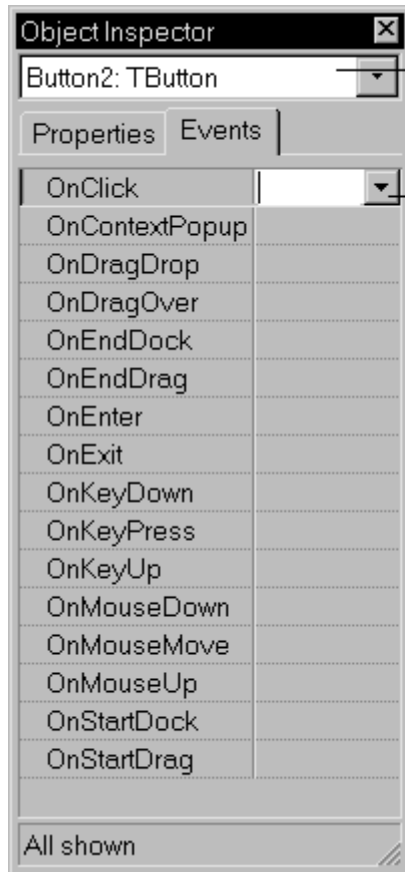 Object Inspector
Button2: TButton
Properties Events
OnClick
OnContextPopup
OnDragDrop
OnDragOver
OnEndDock
OnEndDrag
OnEnter
OnExit
OnKeyDown
OnKeyPress
OnKeyUp
OnMouseDown
OnMouseMove
OnMouseUp
OnStartDock
OnStartDrag
All shown